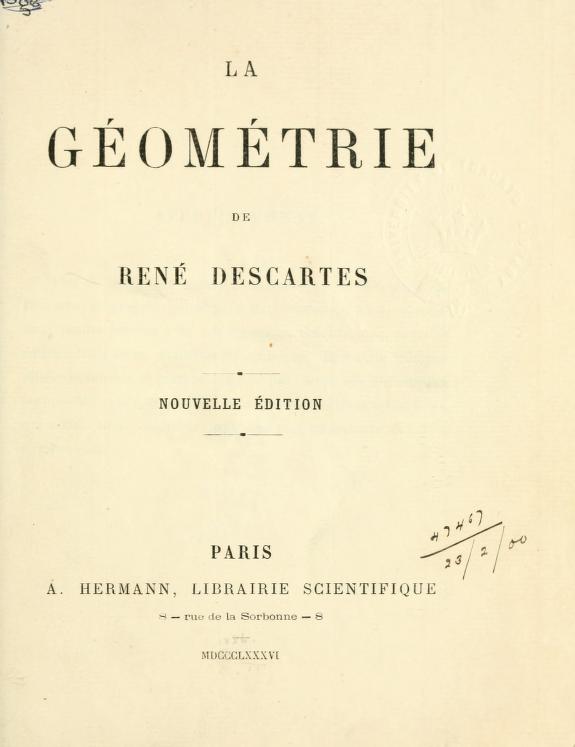 LA
GÉOMÉTRIE
DE
RENÉ DESCARTES
NOUVELLE ÉDITION
PARIS
A. HERMANN, LIBRAIRIE SCIENTIFIQUE
8 — rue de la Sorbonne — 8
MDCCCLXXXVI
47467
23/2/00